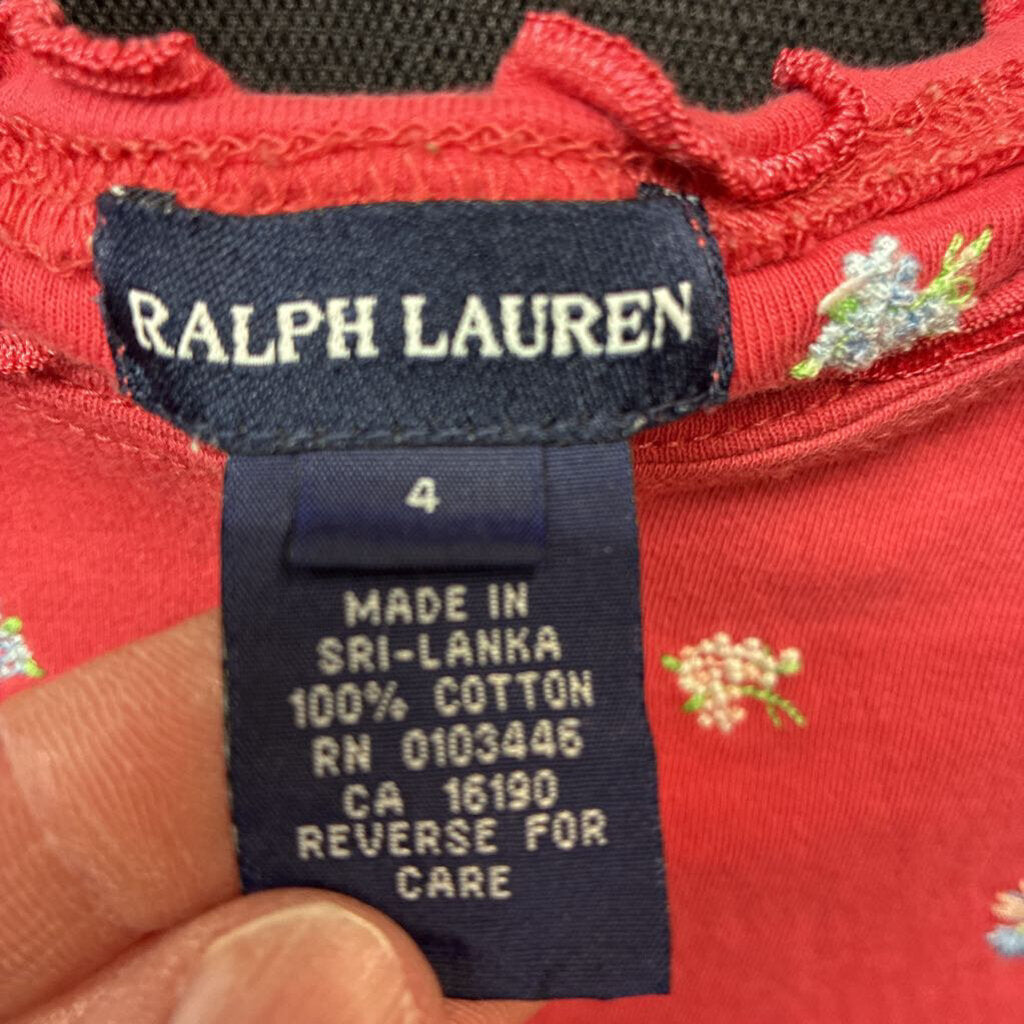 RALPH LAUREN
4
MADE IN
SRI-LANKA
100% COTTON
RN 0103446
CA 16190
REVERSE FOR
CARE